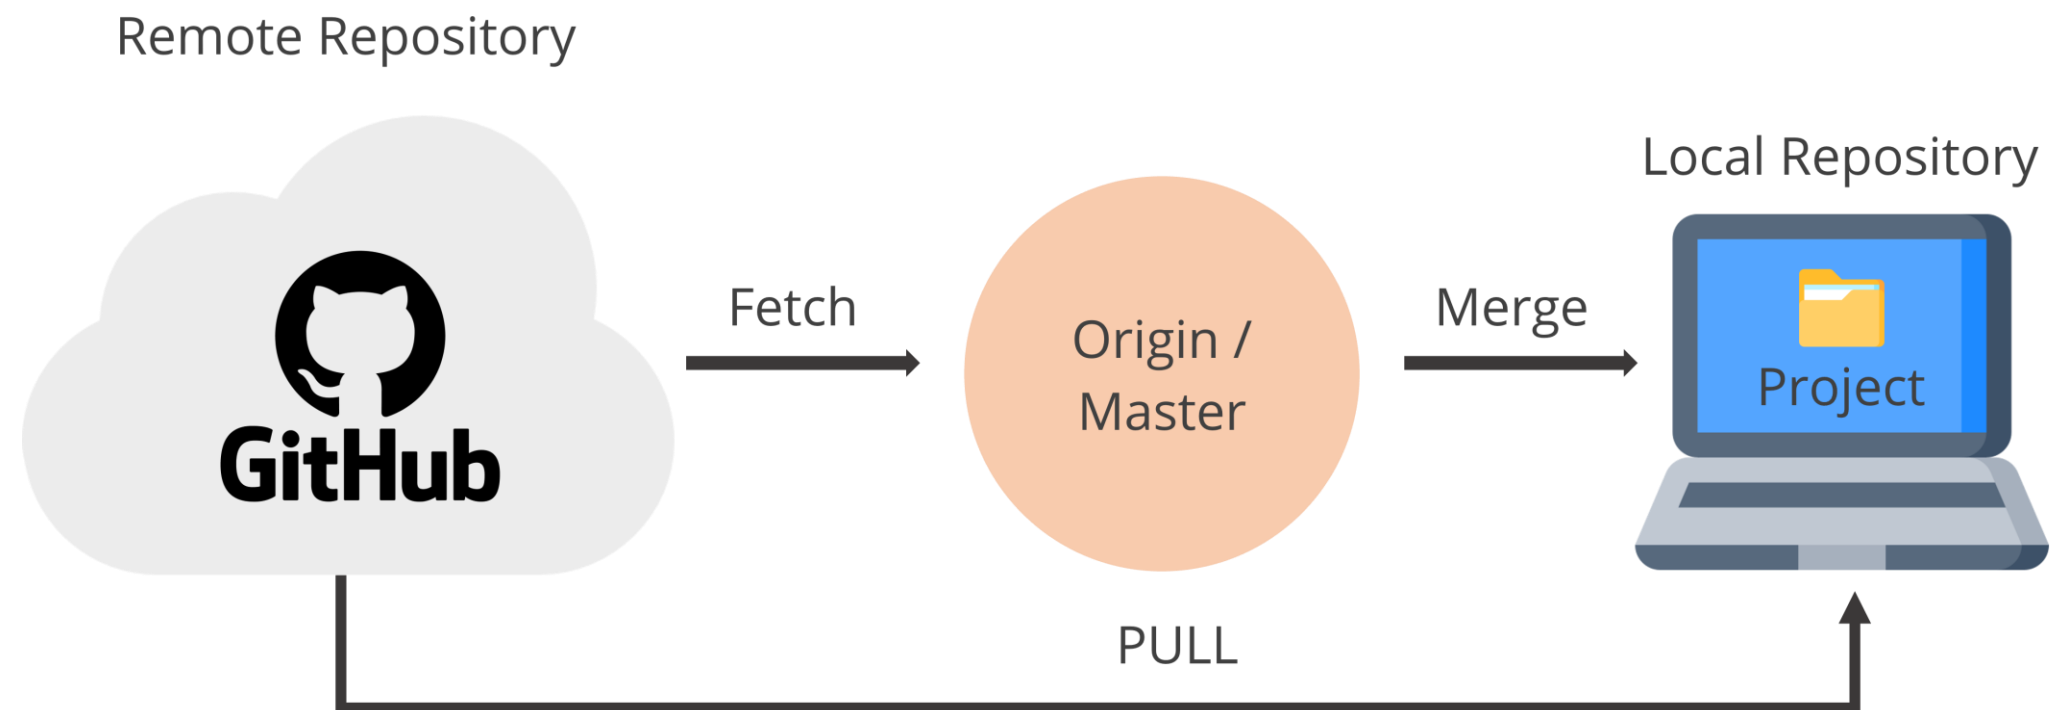 Remote Repository
Local Repository
Fetch
Merge
Origin /
Master
Project
GitHub
PULL